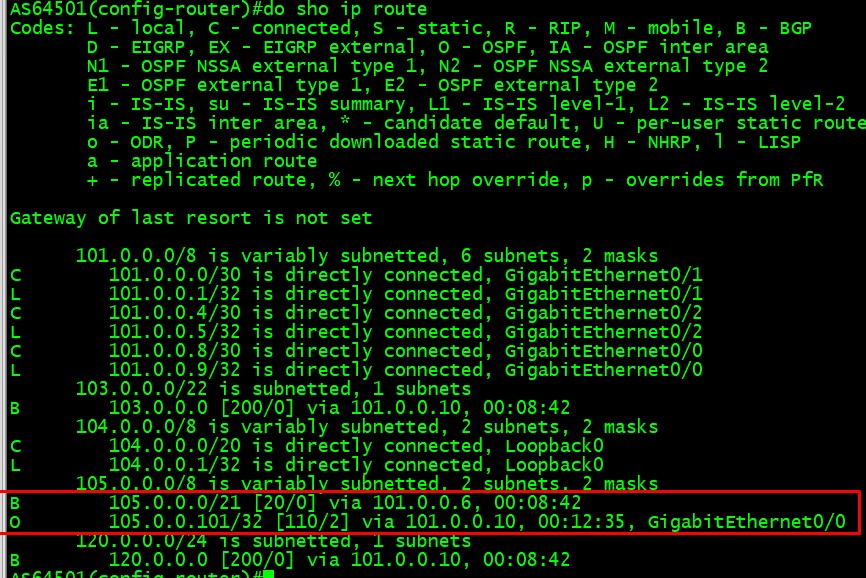 AS64501(config-router)#do sho ip route
Codes: L - local, C - connected, S - static, R - RIP, M - mobile, B - BGP
D - EIGRP, EX - EIGRP external, O - OSPF, IA - OSPF inter area
N1 - OSPF NSSA external type 1, N2 - OSPF NSSA external type 2
E1 - OSPF external type 1, E2 - OSPF external type 2
i - IS-IS, su - IS-IS summary, L1 - IS-IS level-1, L2 - IS-IS level-2
ia - IS-IS inter area, * - candidate default, U - per-user static route
o - ODR, P - periodic downloaded static route, H - NHRP, l - LISP
a - application route
+ - replicated route, % - next hop override, p - overrides from PfR
Gateway of last resort is not set
101.0.0.0/8 is variably subnetted, 6 subnets, 2 masks
C 101.0.0.0/30 is directly connected, GigabitEthernet0/1
L 101.0.0.1/32 is directly connected, GigabitEthernet0/1
C 101.0.0.4/30 is directly connected, GigabitEthernet0/2
L 101.0.0.5/32 is directly connected, GigabitEthernet0/2
C 101.0.0.8/30 is directly connected, GigabitEthernet0/0
L 101.0.0.9/32 is directly connected, GigabitEthernet0/0
103.0.0.0/22 is subnetted, 1 subnets
B 103.0.0.0 [200/0] via 101.0.0.10, 00:08:42
104.0.0.0/8 is variably subnetted, 2 subnets, 2 masks
C 104.0.0.0/20 is directly connected, Loopback0
L 104.0.0.1/32 is directly connected, Loopback0
105.0.0.0/8 is variably subnetted, 2 subnets, 2 masks
B 105.0.0.0/21 [20/0] via 101.0.0.6, 00:08:42
O 105.0.0.101/32 [110/2] via 101.0.0.10, 00:12:35, GigabitEthernet0/0
120.0.0.0/24 is subnetted, 1 subnets
B 120.0.0.0 [200/0] via 101.0.0.10, 00:08:42
AS64501(config-router)#